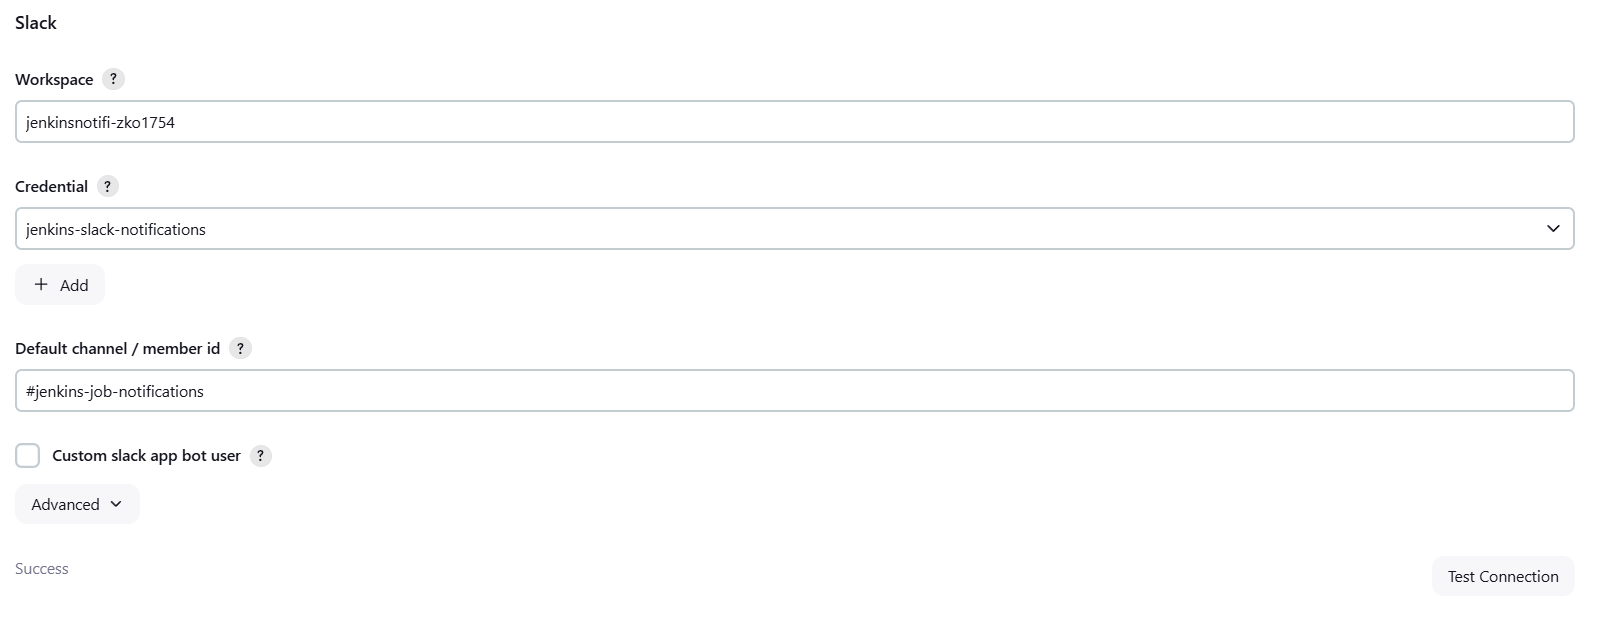 Slack
Workspace ?
jenkinsnotifi-zko1754
Credential ?
jenkins-slack-notifications
+ Add
Default channel / member id ?
#jenkins-job-notifications
Custom slack app bot user ?
Advanced
Success
Test Connection